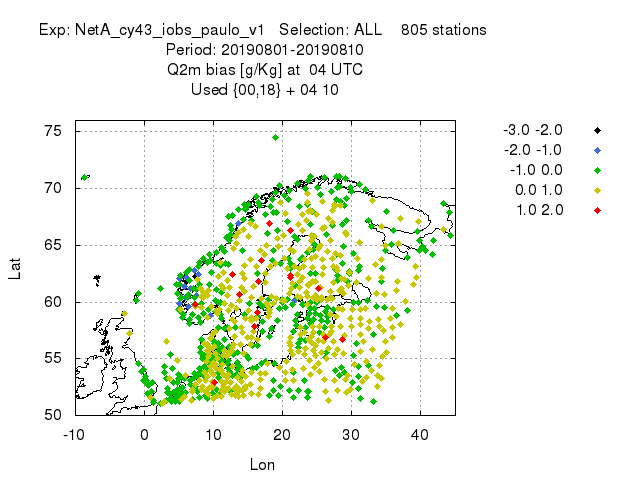 Exp: NetA_cy43_iobs_paulo_v1   Selection: ALL    805 stations
Period: 20190801-20190810
Q2m bias [g/Kg] at  04 UTC
Used {00,18} + 04 10
-3.0 -2.0
-2.0 -1.0
-1.0 0.0
0.0 1.0
1.0 2.0
75
70
65
60
55
50
Lat
-10 0 10 20 30 40
Lon